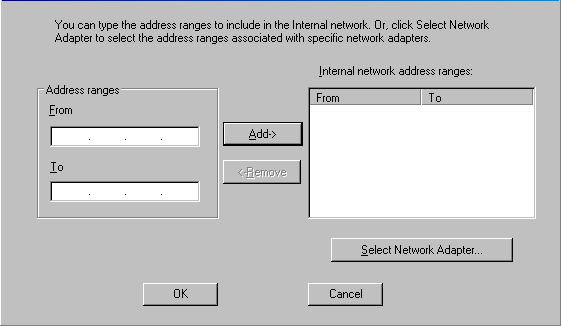 You can type the address ranges to include in the Internal network. Or, click Select Network
Adapter to select the address ranges associated with specific network adapters.
Internal network address ranges:
Address ranges
From
From To
. . .
Add->
To
<-Remove
. . .
Select Network Adapter...
OK Cancel